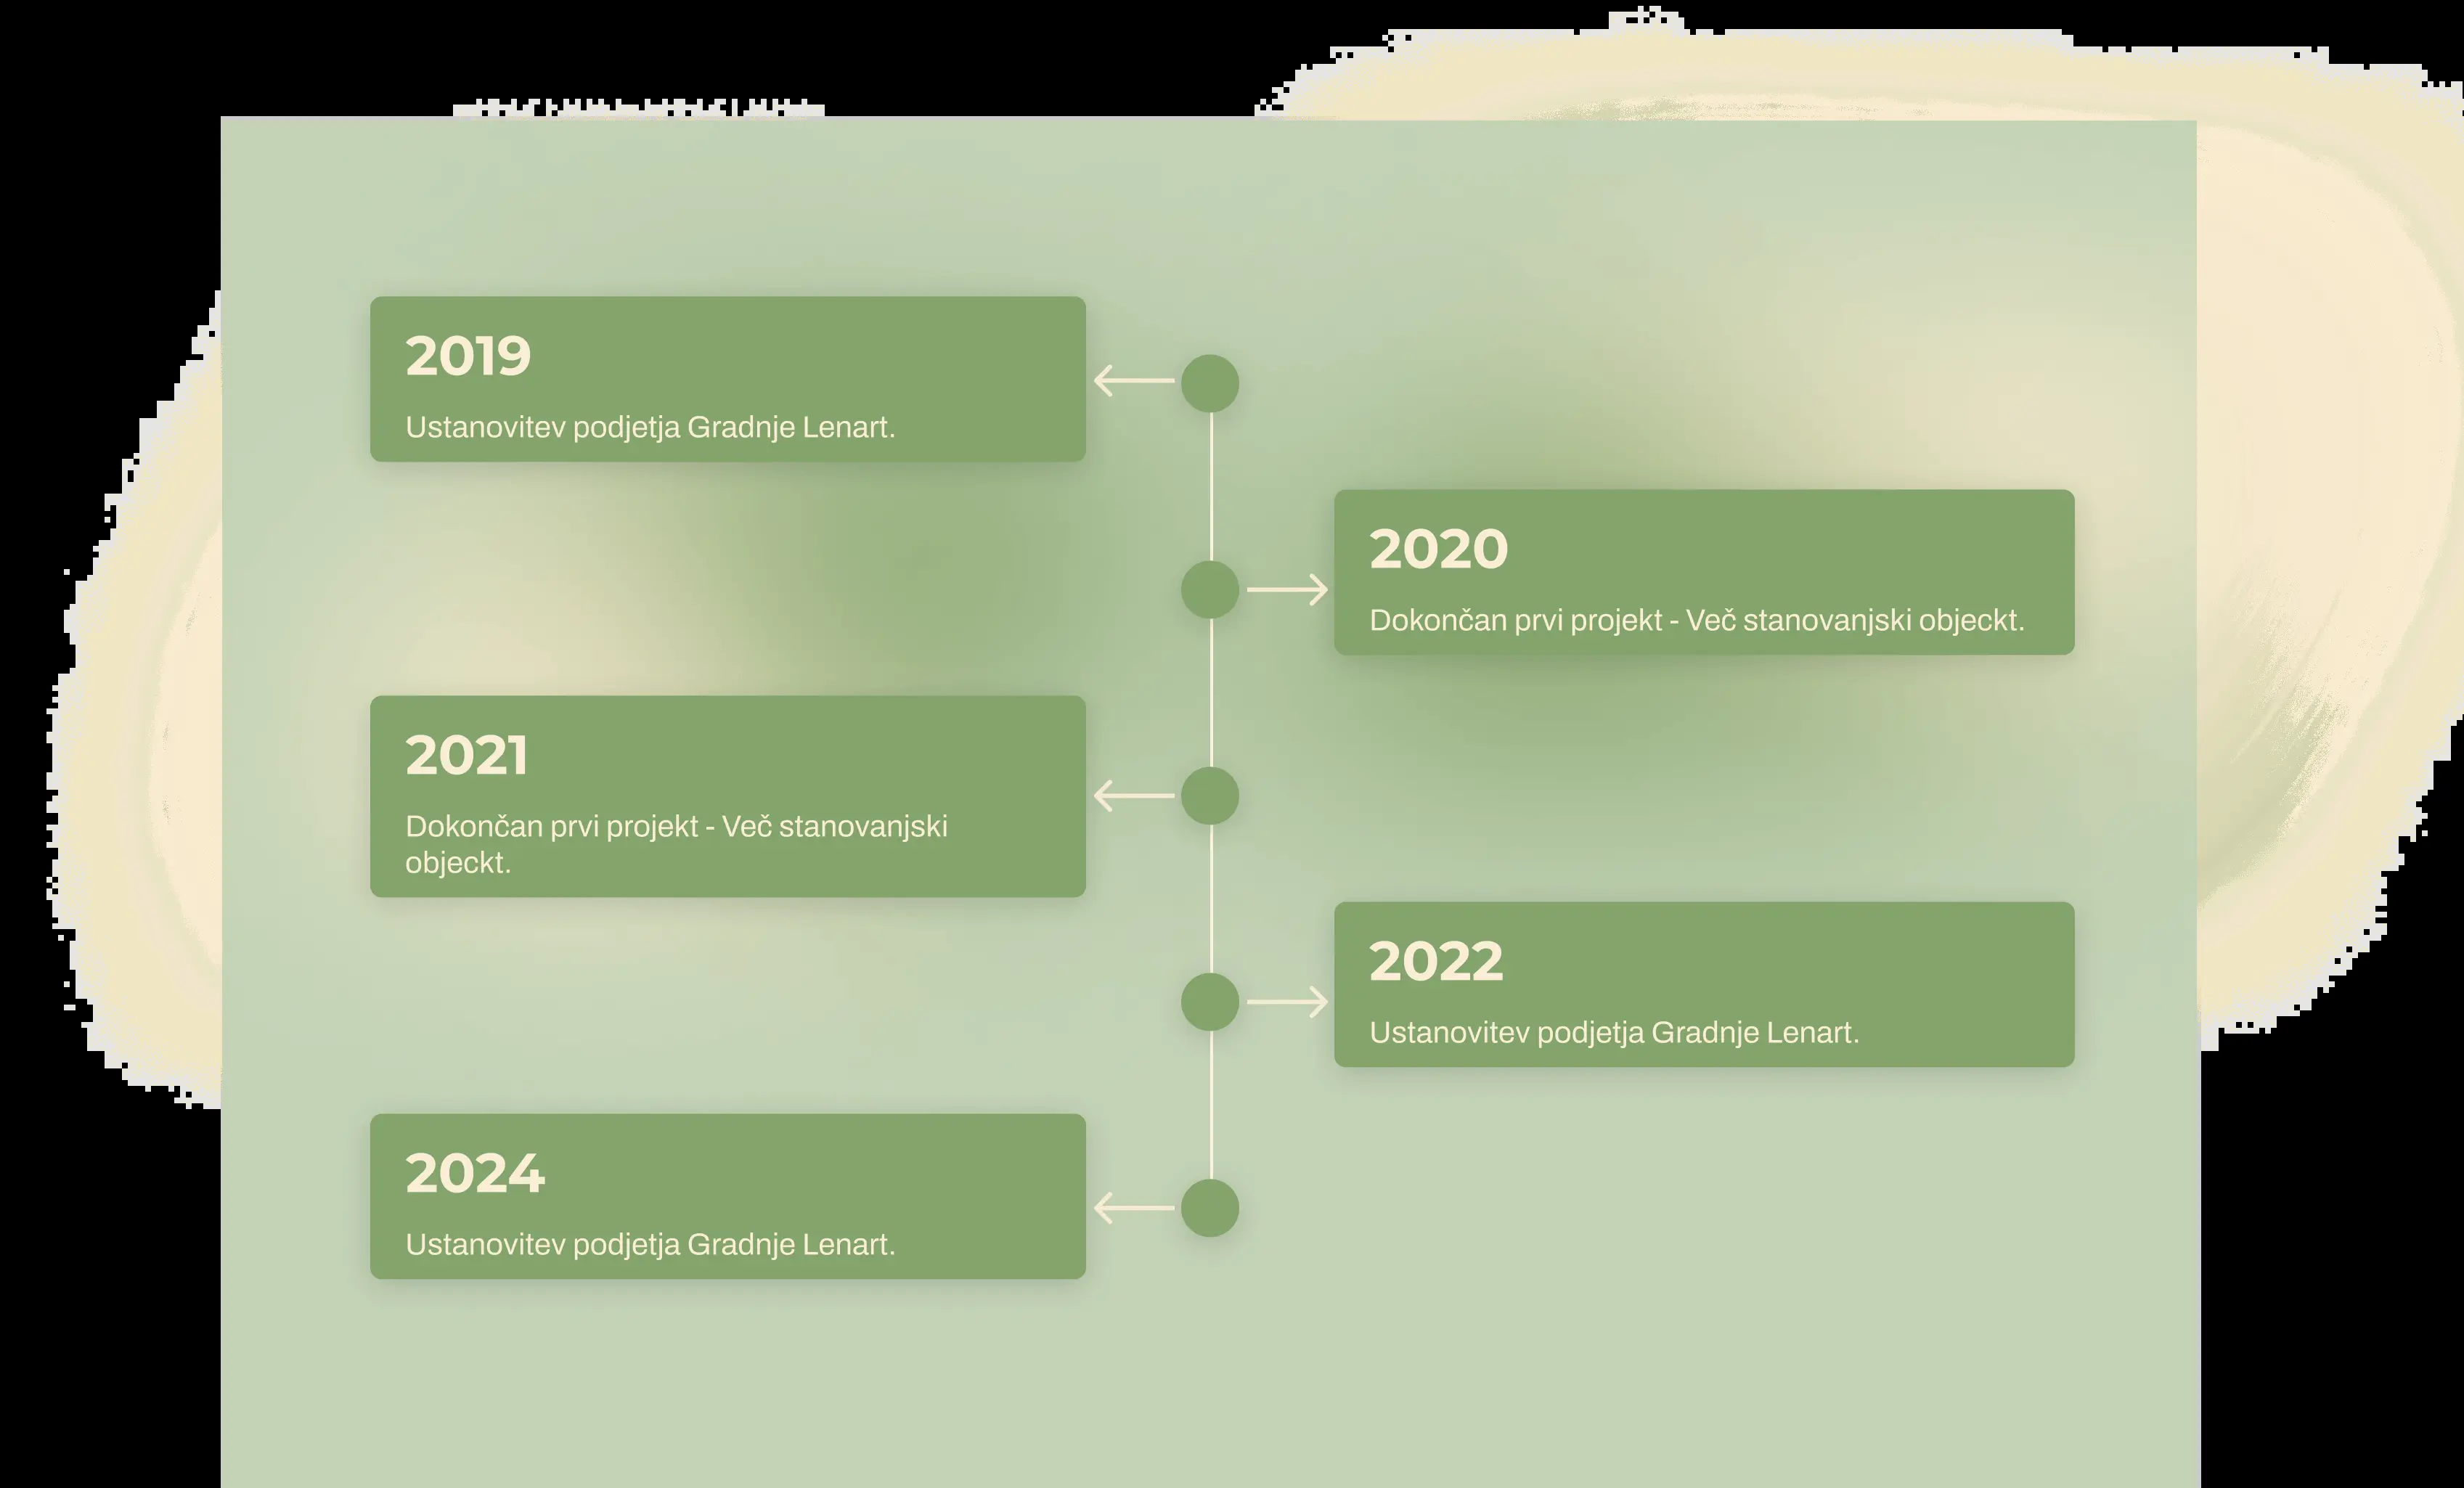 2019
Ustanovitev podjetja Gradnje Lenart.
2020
Dokončan prvi projekt - Več stanovanjski objeckt.
2021
Dokončan prvi projekt - Več stanovanjski
objeckt.
2022
Ustanovitev podjetja Gradnje Lenart.
2024
Ustanovitev podjetja Gradnje Lenart.